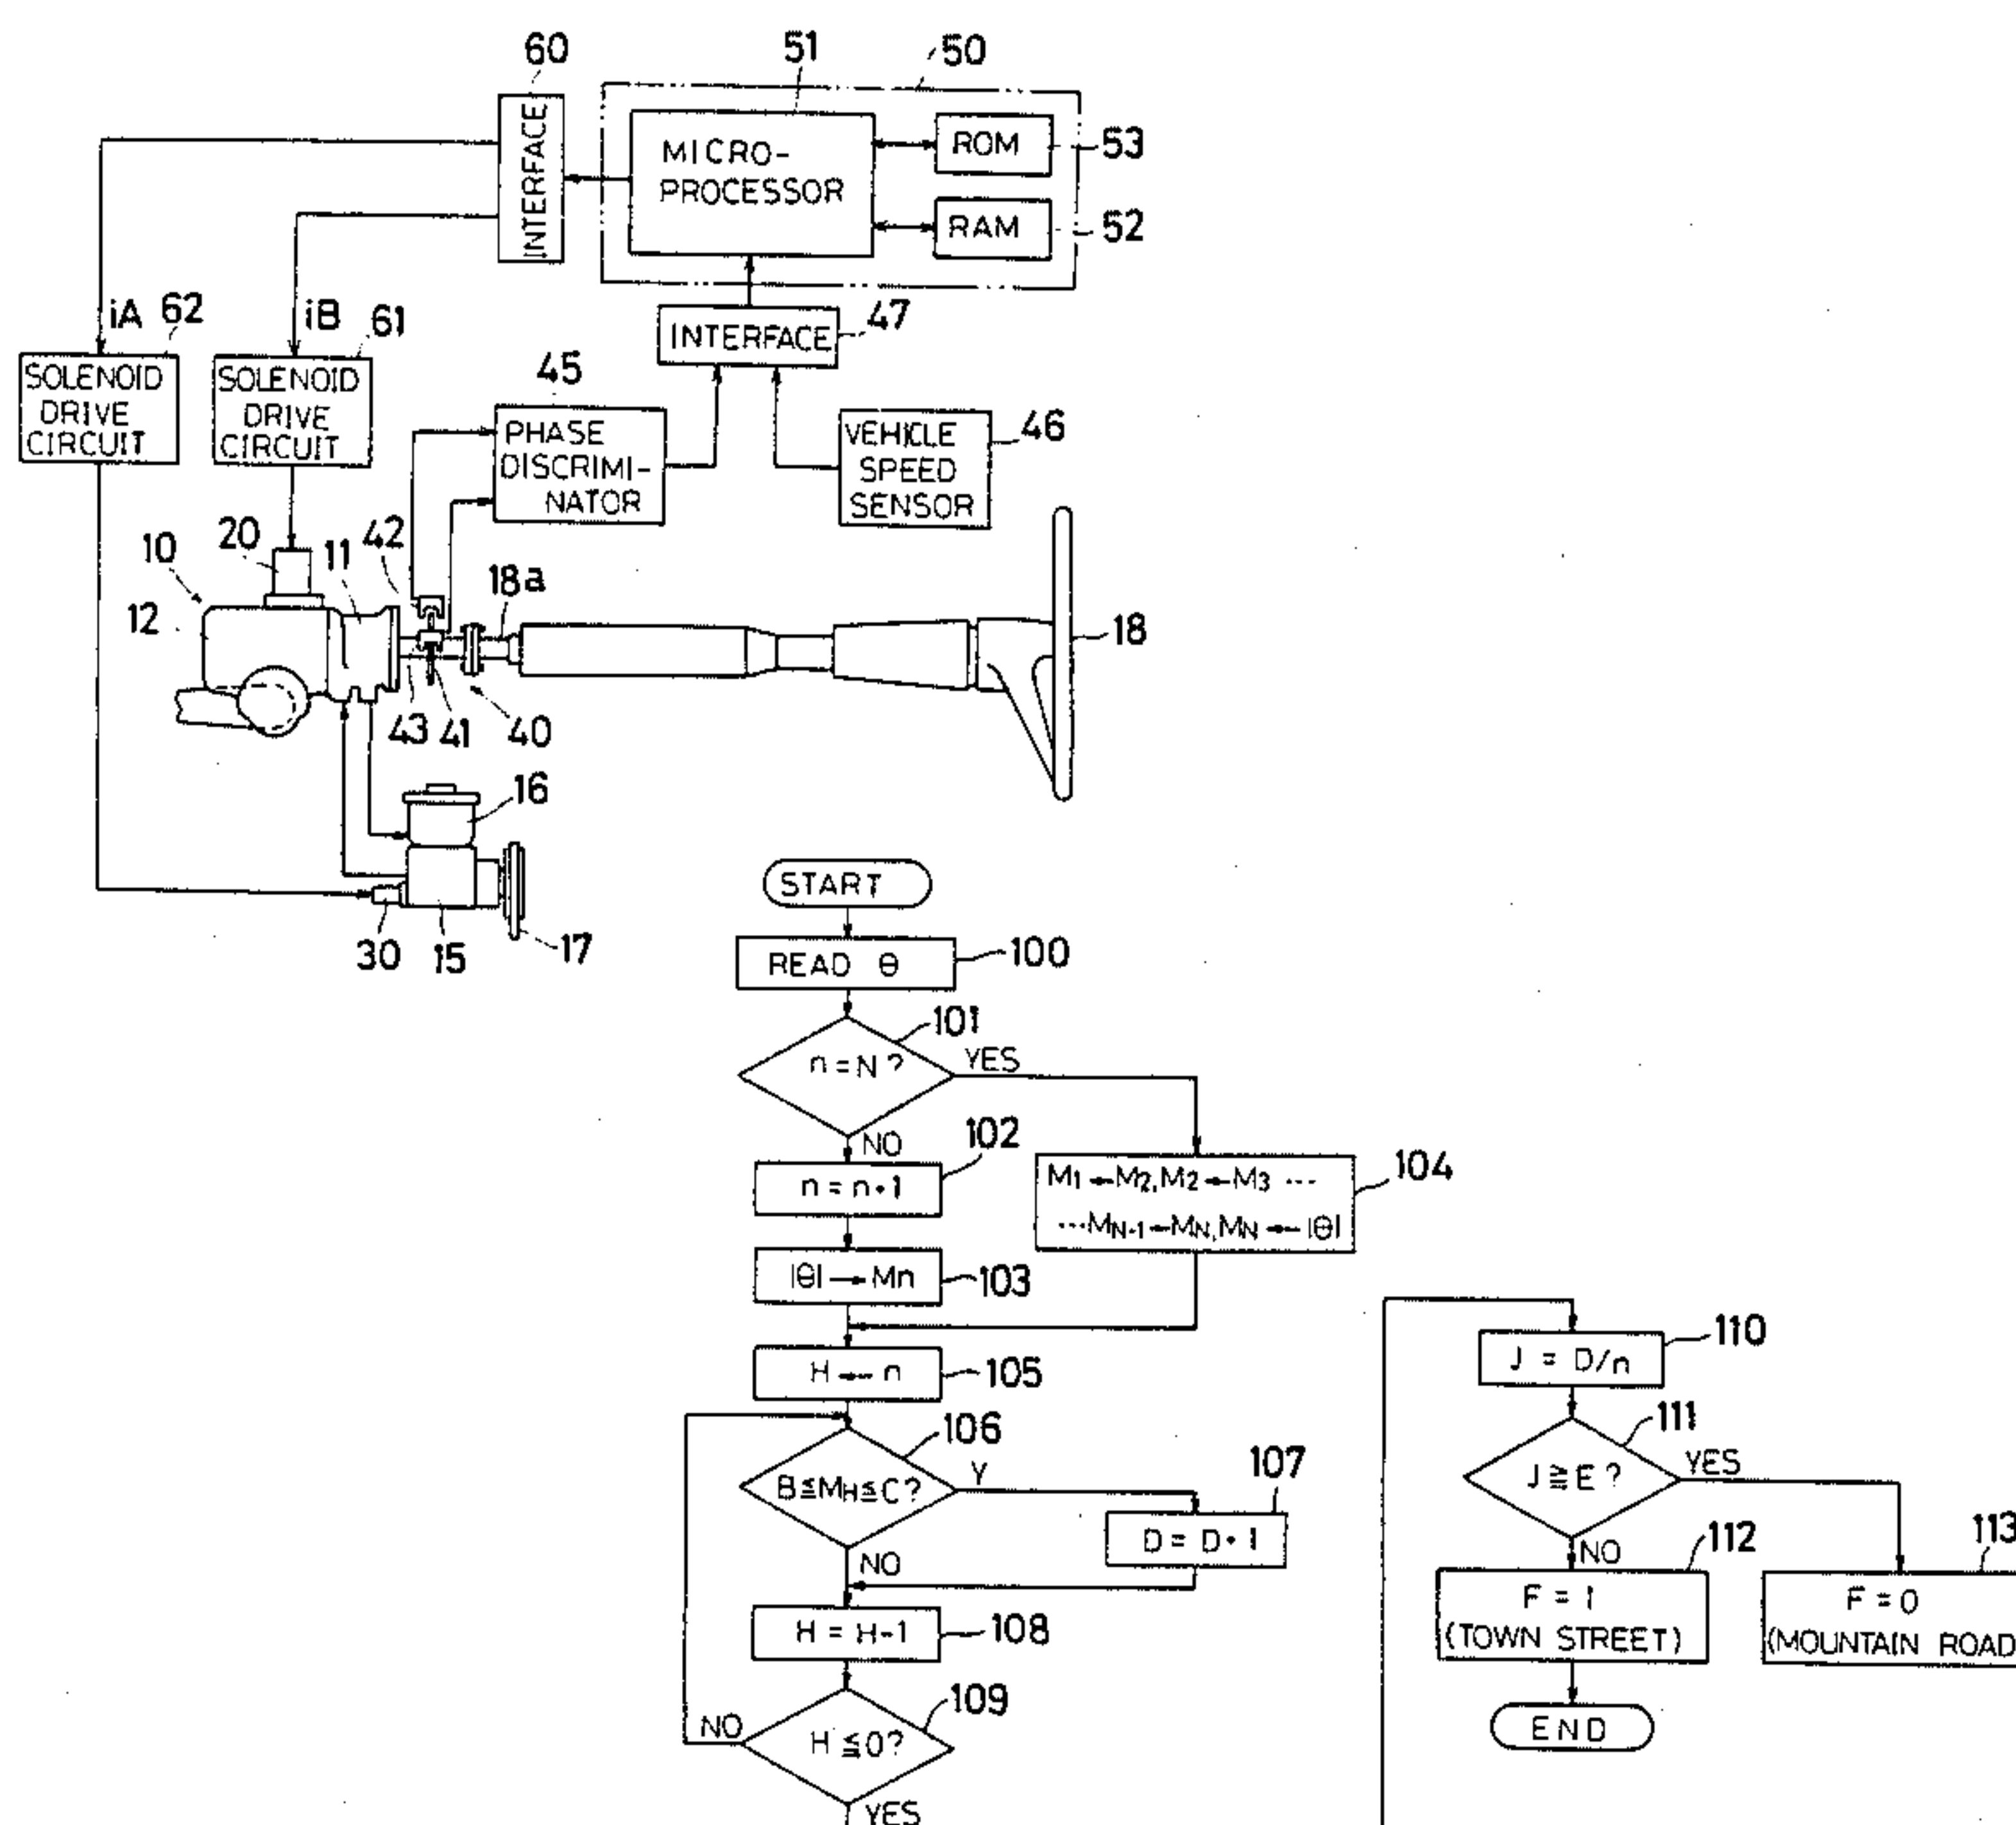 60
51
50
INTERFACE
MICRO-
PROCESSOR
ROM
53
RAM
52
iA
62
iB
61
INTERFACE
47
SOLENOID
DRIVE
CIRCUIT
SOLENOID
DRIVE
CIRCUIT
45
PHASE
DISCRIMI-
NATOR
VEHICLE
SPEED
SENSOR
46
10
20
11
42
18a
12
18
43
41
40
16
30
15
17
START
READ θ
100
101
n = N ?
YES
NO
102
n = n+1
M1 ← M2, M2 ← M3 ···
··· MN-1 ← MN, MN ← |θ|
104
|θ| → Mn
103
H ← n
105
106
B ≦ MH ≦ C ?
Y
107
D = D+1
NO
H = H-1
108
109
H ≦ 0?
NO
YES
110
J = D/n
111
J ≧ E ?
YES
NO
112
113
F = 1
(TOWN STREET)
F = 0
(MOUNTAIN ROAD
END